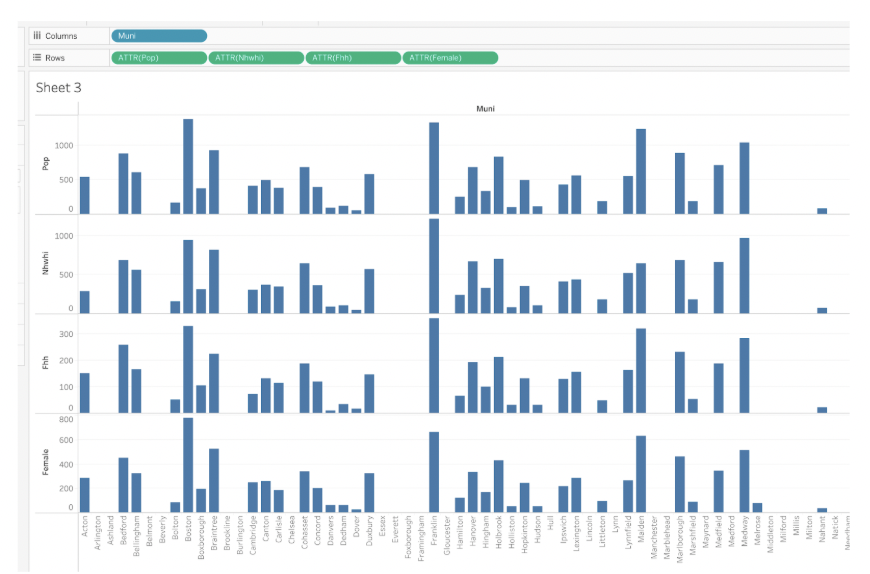 Columns Muni
Rows ATTR(Pop) ATTR(Nhwhi) ATTR(Fhh) ATTR(Female)
Sheet 3
Muni
Pop
1000
500
0
Nhwhi
1000
500
0
Fhh
300
200
100
0
Female
800
600
400
200
0
Acton
Arlington
Ashland
Bedford
Bellingham
Belmont
Beverly
Bolton
Boston
Boxborough
Braintree
Brookline
Burlington
Cambridge
Canton
Carlisle
Chelsea
Cohasset
Concord
Danvers
Dedham
Dover
Duxbury
Essex
Everett
Foxborough
Framingham
Franklin
Gloucester
Hamilton
Hanover
Hingham
Holbrook
Holliston
Hopkinton
Hudson
Hull
Ipswich
Lexington
Lincoln
Littleton
Lynn
Lynnfield
Malden
Manchester
Marblehead
Marlborough
Marshfield
Maynard
Medfield
Medford
Medway
Melrose
Middleton
Milford
Millis
Milton
Nahant
Natick